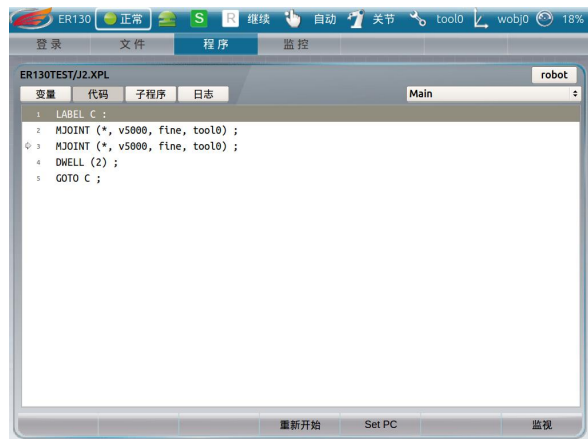 ER130 正常 S R 继续 自动 关节 tool0 wobj0 18%
登录 文件 程序 监控
ER130TEST/J2.XPL robot
变量 代码 子程序 日志 Main
1 LABEL C :
2 MJOINT (*, v5000, fine, tool0) ;
3 MJOINT (*, v5000, fine, tool0) ;
4 DWELL (2) ;
5 GOTO C ;
重新开始 Set PC 监视